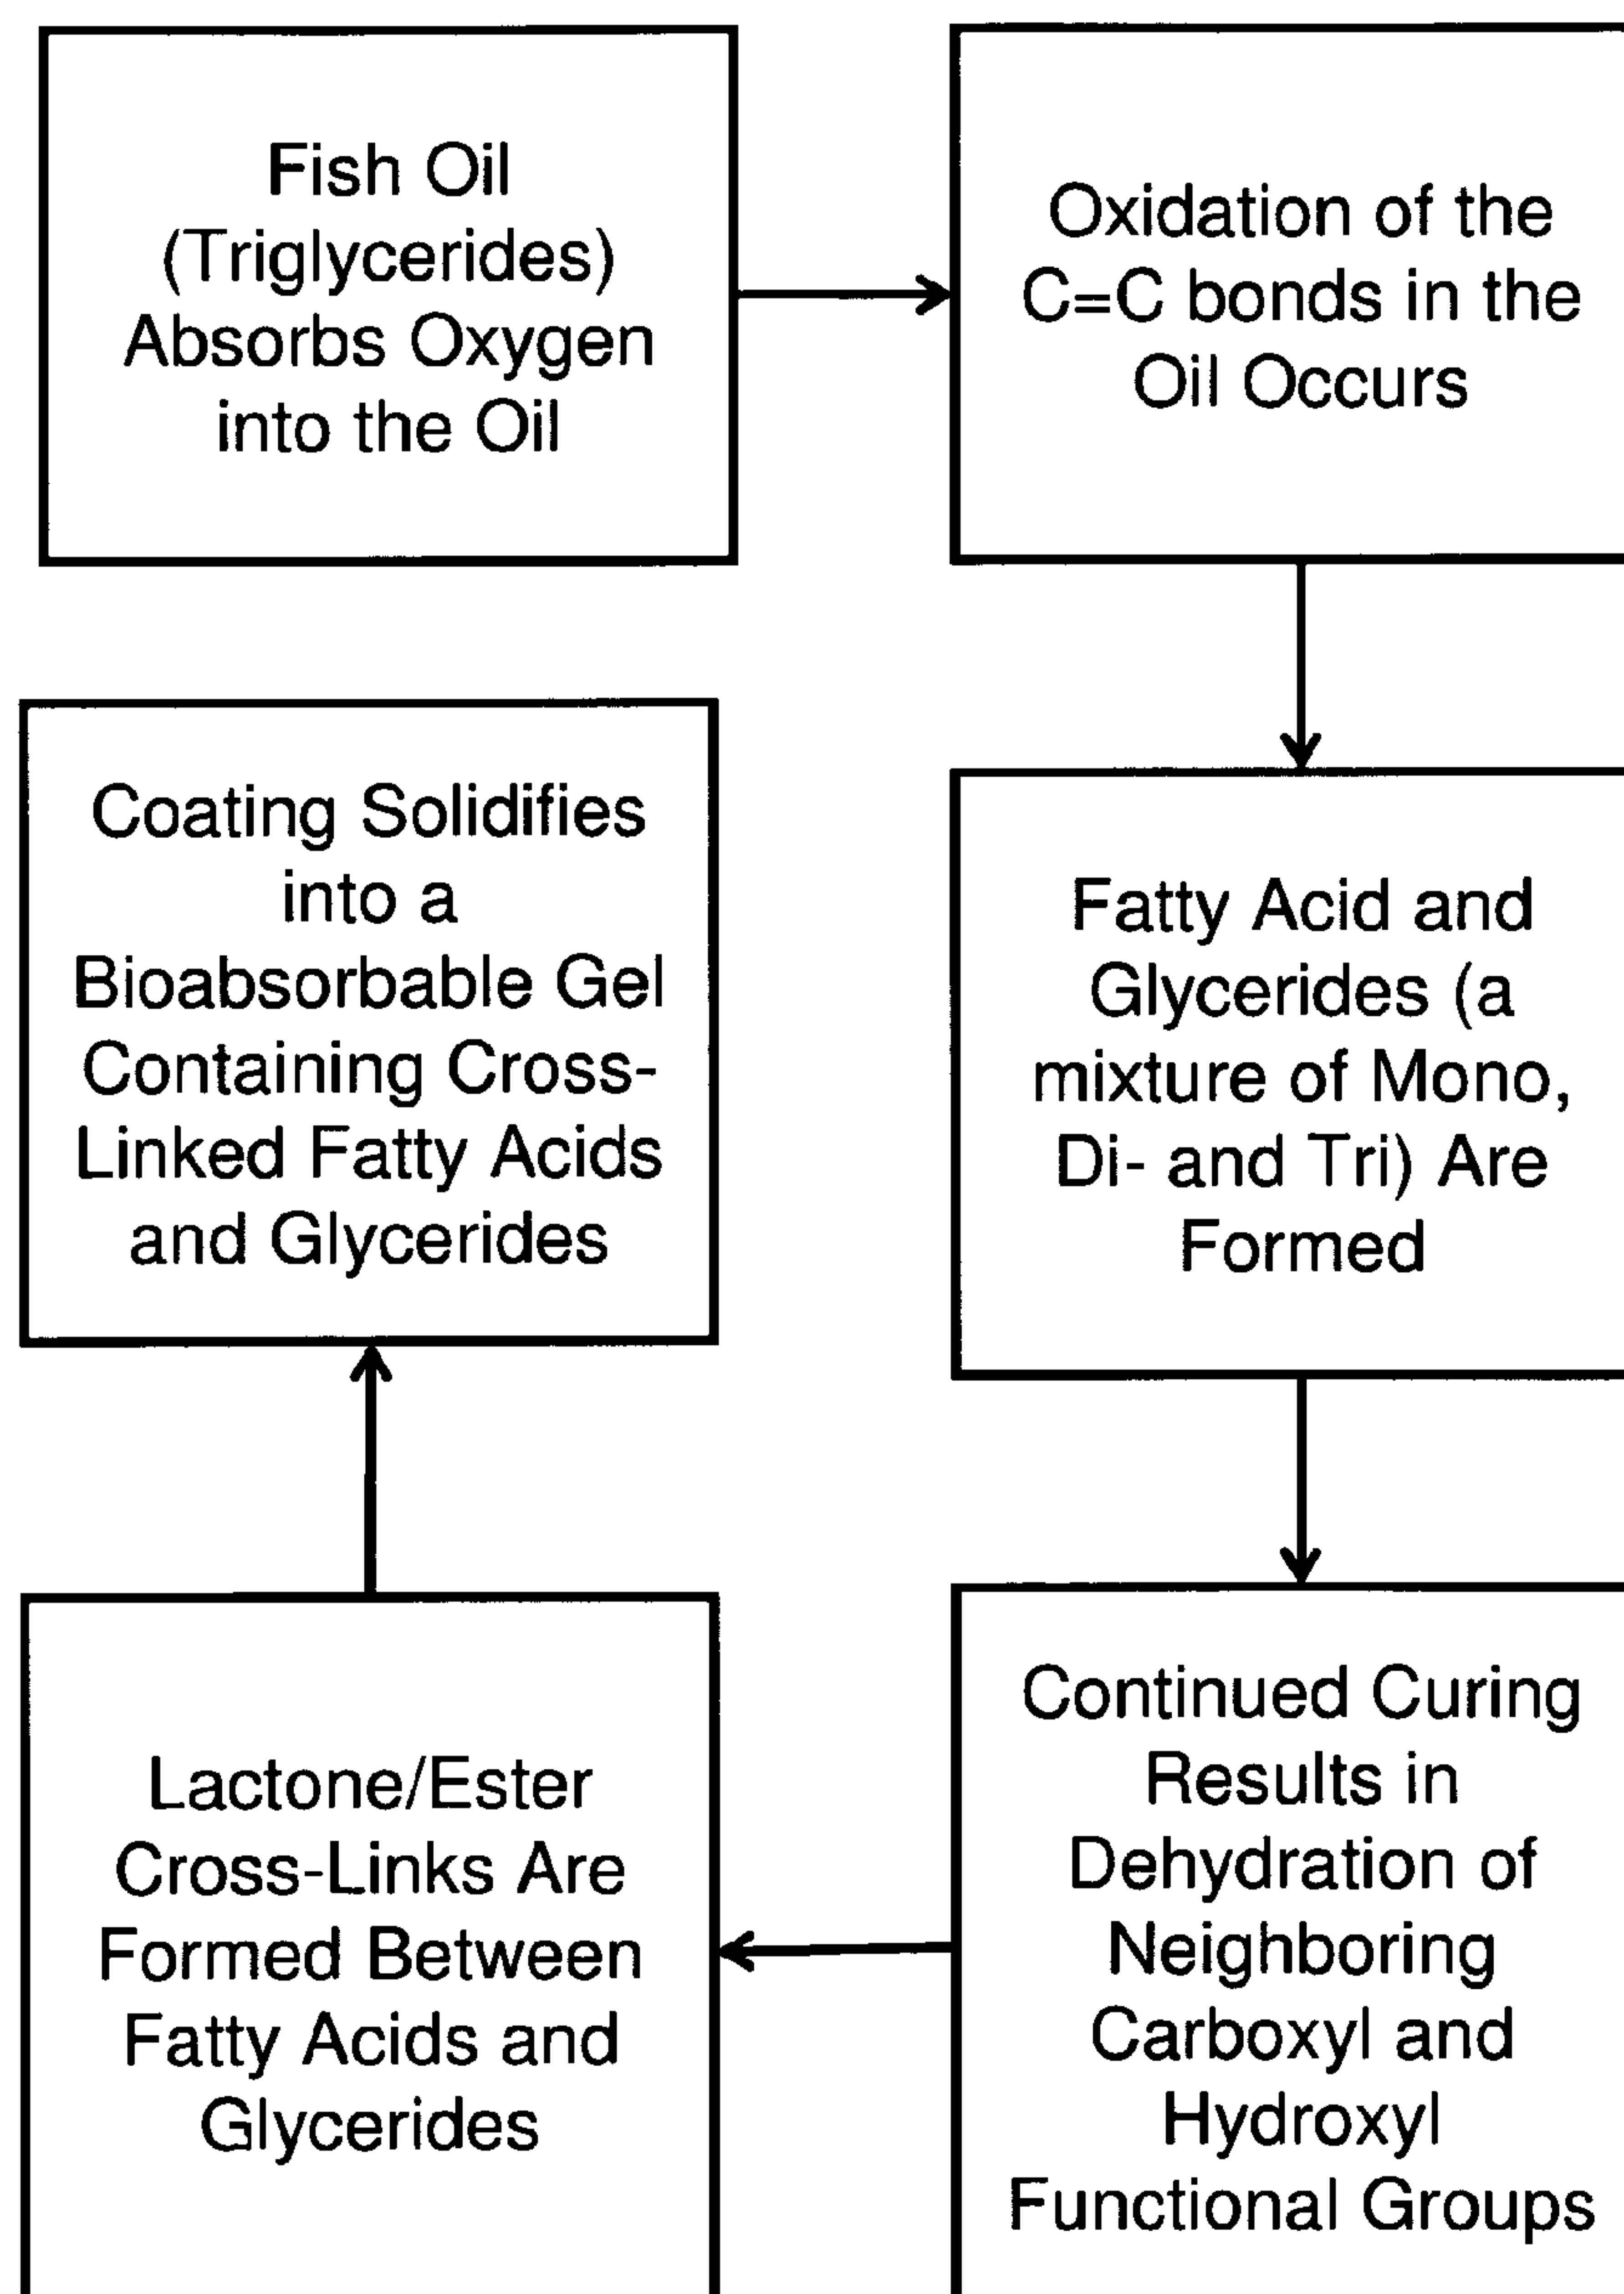 Fish Oil
(Triglycerides)
Absorbs Oxygen
into the Oil
Oxidation of the
C=C bonds in the
Oil Occurs
Fatty Acid and
Glycerides (a
mixture of Mono,
Di- and Tri) Are
Formed
Continued Curing
Results in
Dehydration of
Neighboring
Carboxyl and
Hydroxyl
Functional Groups
Lactone/Ester
Cross-Links Are
Formed Between
Fatty Acids and
Glycerides
Coating Solidifies
into a
Bioabsorbable Gel
Containing Cross-
Linked Fatty Acids
and Glycerides